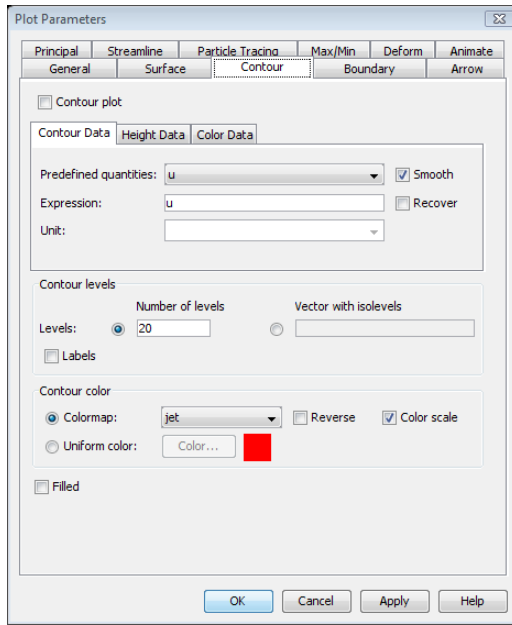 Plot Parameters
Principal Streamline Particle Tracing Max/Min Deform Animate
General Surface Contour Boundary Arrow
Contour plot
Contour Data Height Data Color Data
Predefined quantities: u Smooth
Expression: u Recover
Unit:
Contour levels
Number of levels Vector with isolevels
Levels: 20
Labels
Contour color
Colormap: jet Reverse Color scale
Uniform color: Color...
Filled
OK Cancel Apply Help